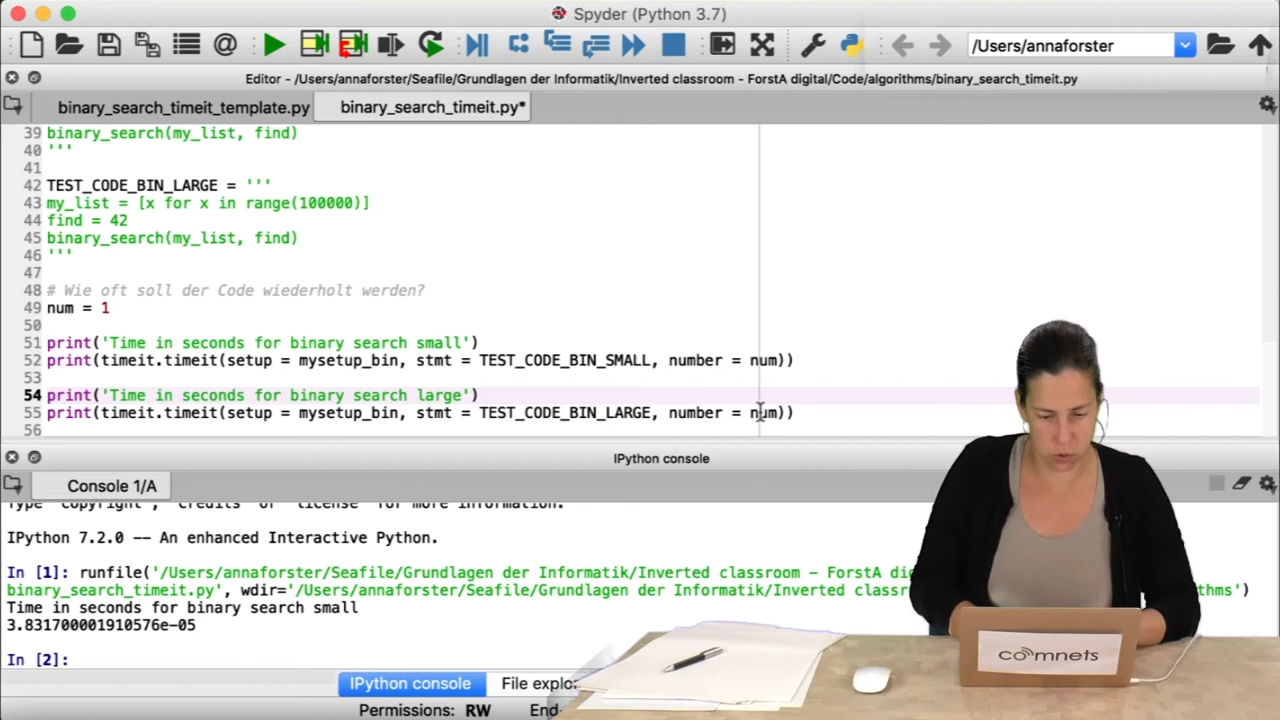 Spyder (Python 3.7)
/Users/annaforster
Editor - /Users/annaforster/Seafile/Grundlagen der Informatik/Inverted classroom - ForstA digital/Code/algorithms/binary_search_timeit.py
binary_search_timeit_template.py
binary_search_timeit.py*
39 binary_search(my_list, find)
40 '''
41
42 TEST_CODE_BIN_LARGE = '''
43 my_list = [x for x in range(100000)]
44 find = 42
45 binary_search(my_list, find)
46 '''
47
48 # Wie oft soll der Code wiederholt werden?
49 num = 1
50
51 print('Time in seconds for binary search small')
52 print(timeit.timeit(setup = mysetup_bin, stmt = TEST_CODE_BIN_SMALL, number = num))
53
54 print('Time in seconds for binary search large')
55 print(timeit.timeit(setup = mysetup_bin, stmt = TEST_CODE_BIN_LARGE, number = num))
56
IPython console
Console 1/A
Type "copyright", "credits" or "license" for more information.
IPython 7.2.0 -- An enhanced Interactive Python.
In [1]: runfile('/Users/annaforster/Seafile/Grundlagen der Informatik/Inverted classroom - ForstA
binary_search_timeit.py', wdir='/Users/annaforster/Seafile/Grundlagen der Informatik/Inverted
Time in seconds for binary search small
3.831700001910576e-05
In [2]:
IPython console
File
Permissions: RW
comnets